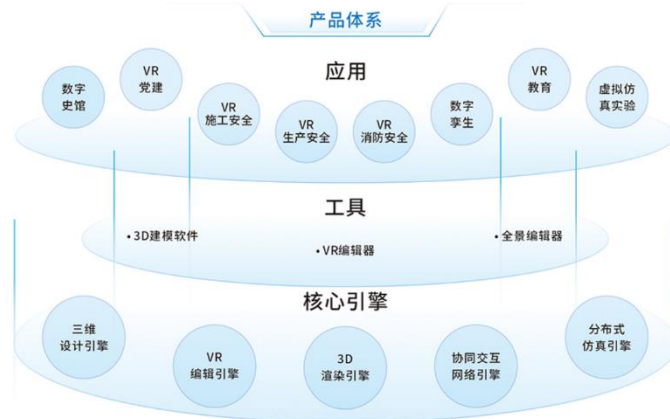 产品体系
应用
数字
史馆
VR
党建
VR
施工安全
VR
生产安全
VR
消防安全
数字
孪生
VR
教育
虚拟仿
真实验
工具
•3D建模软件
•VR编辑器
•全景编辑器
核心引擎
三维
设计引擎
VR
编辑引擎
3D
渲染引擎
协同交互
网络引擎
分布式
仿真引擎